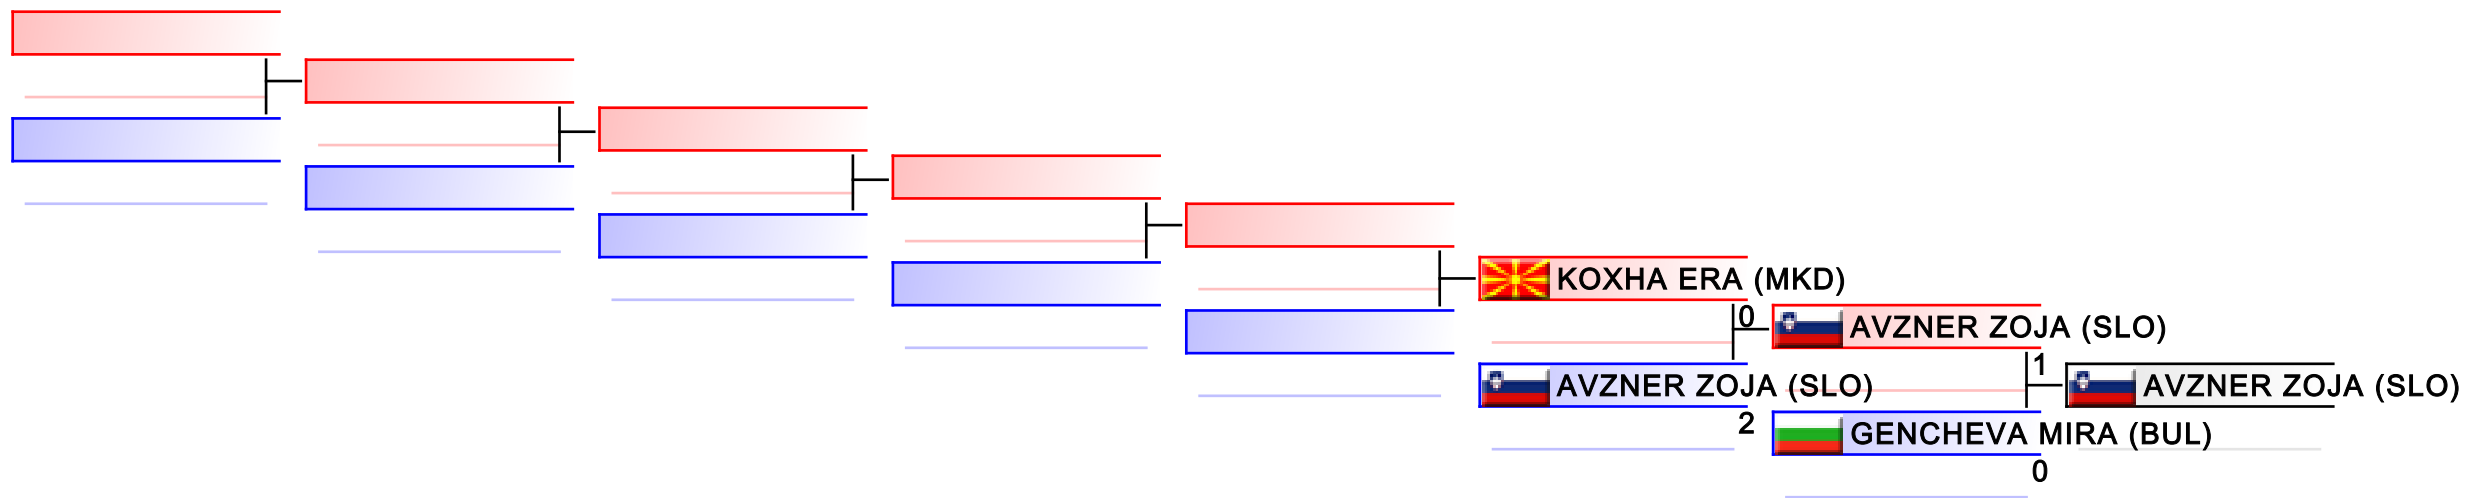 KOXHA ERA (MKD)
0
AVZNER ZOJA (SLO)
2
AVZNER ZOJA (SLO)
1
GENCHEVA MIRA (BUL)
0
AVZNER ZOJA (SLO)